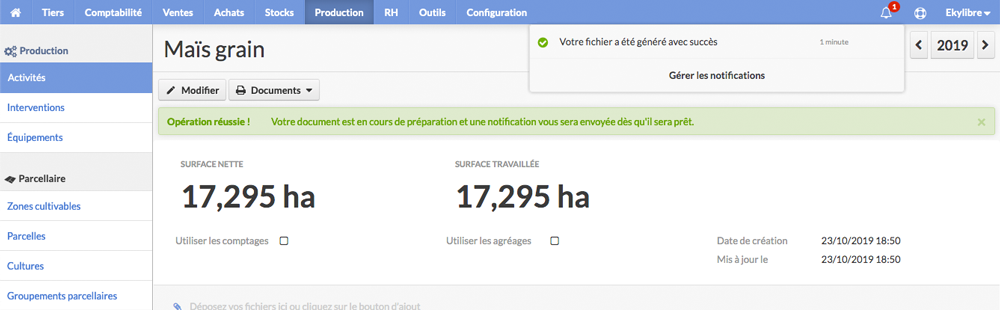 Tiers Comptabilité Ventes Achats Stocks Production RH Outils Configuration 1 Ekylibre
Production
Activités
Interventions
Équipements
Parcellaire
Zones cultivables
Parcelles
Cultures
Groupements parcellaires
Maïs grain
Votre fichier a été généré avec succès 1 minute
Gérer les notifications
2019
Modifier Documents
Opération réussie ! Votre document est en cours de préparation et une notification vous sera envoyée dès qu'il sera prêt. ×
SURFACE NETTE SURFACE TRAVAILLÉE
17,295 ha 17,295 ha
Utiliser les comptages Utiliser les agréages
Date de création 23/10/2019 18:50
Mis à jour le 23/10/2019 18:50
Déposez vos fichiers ici ou cliquez sur le bouton d'ajout